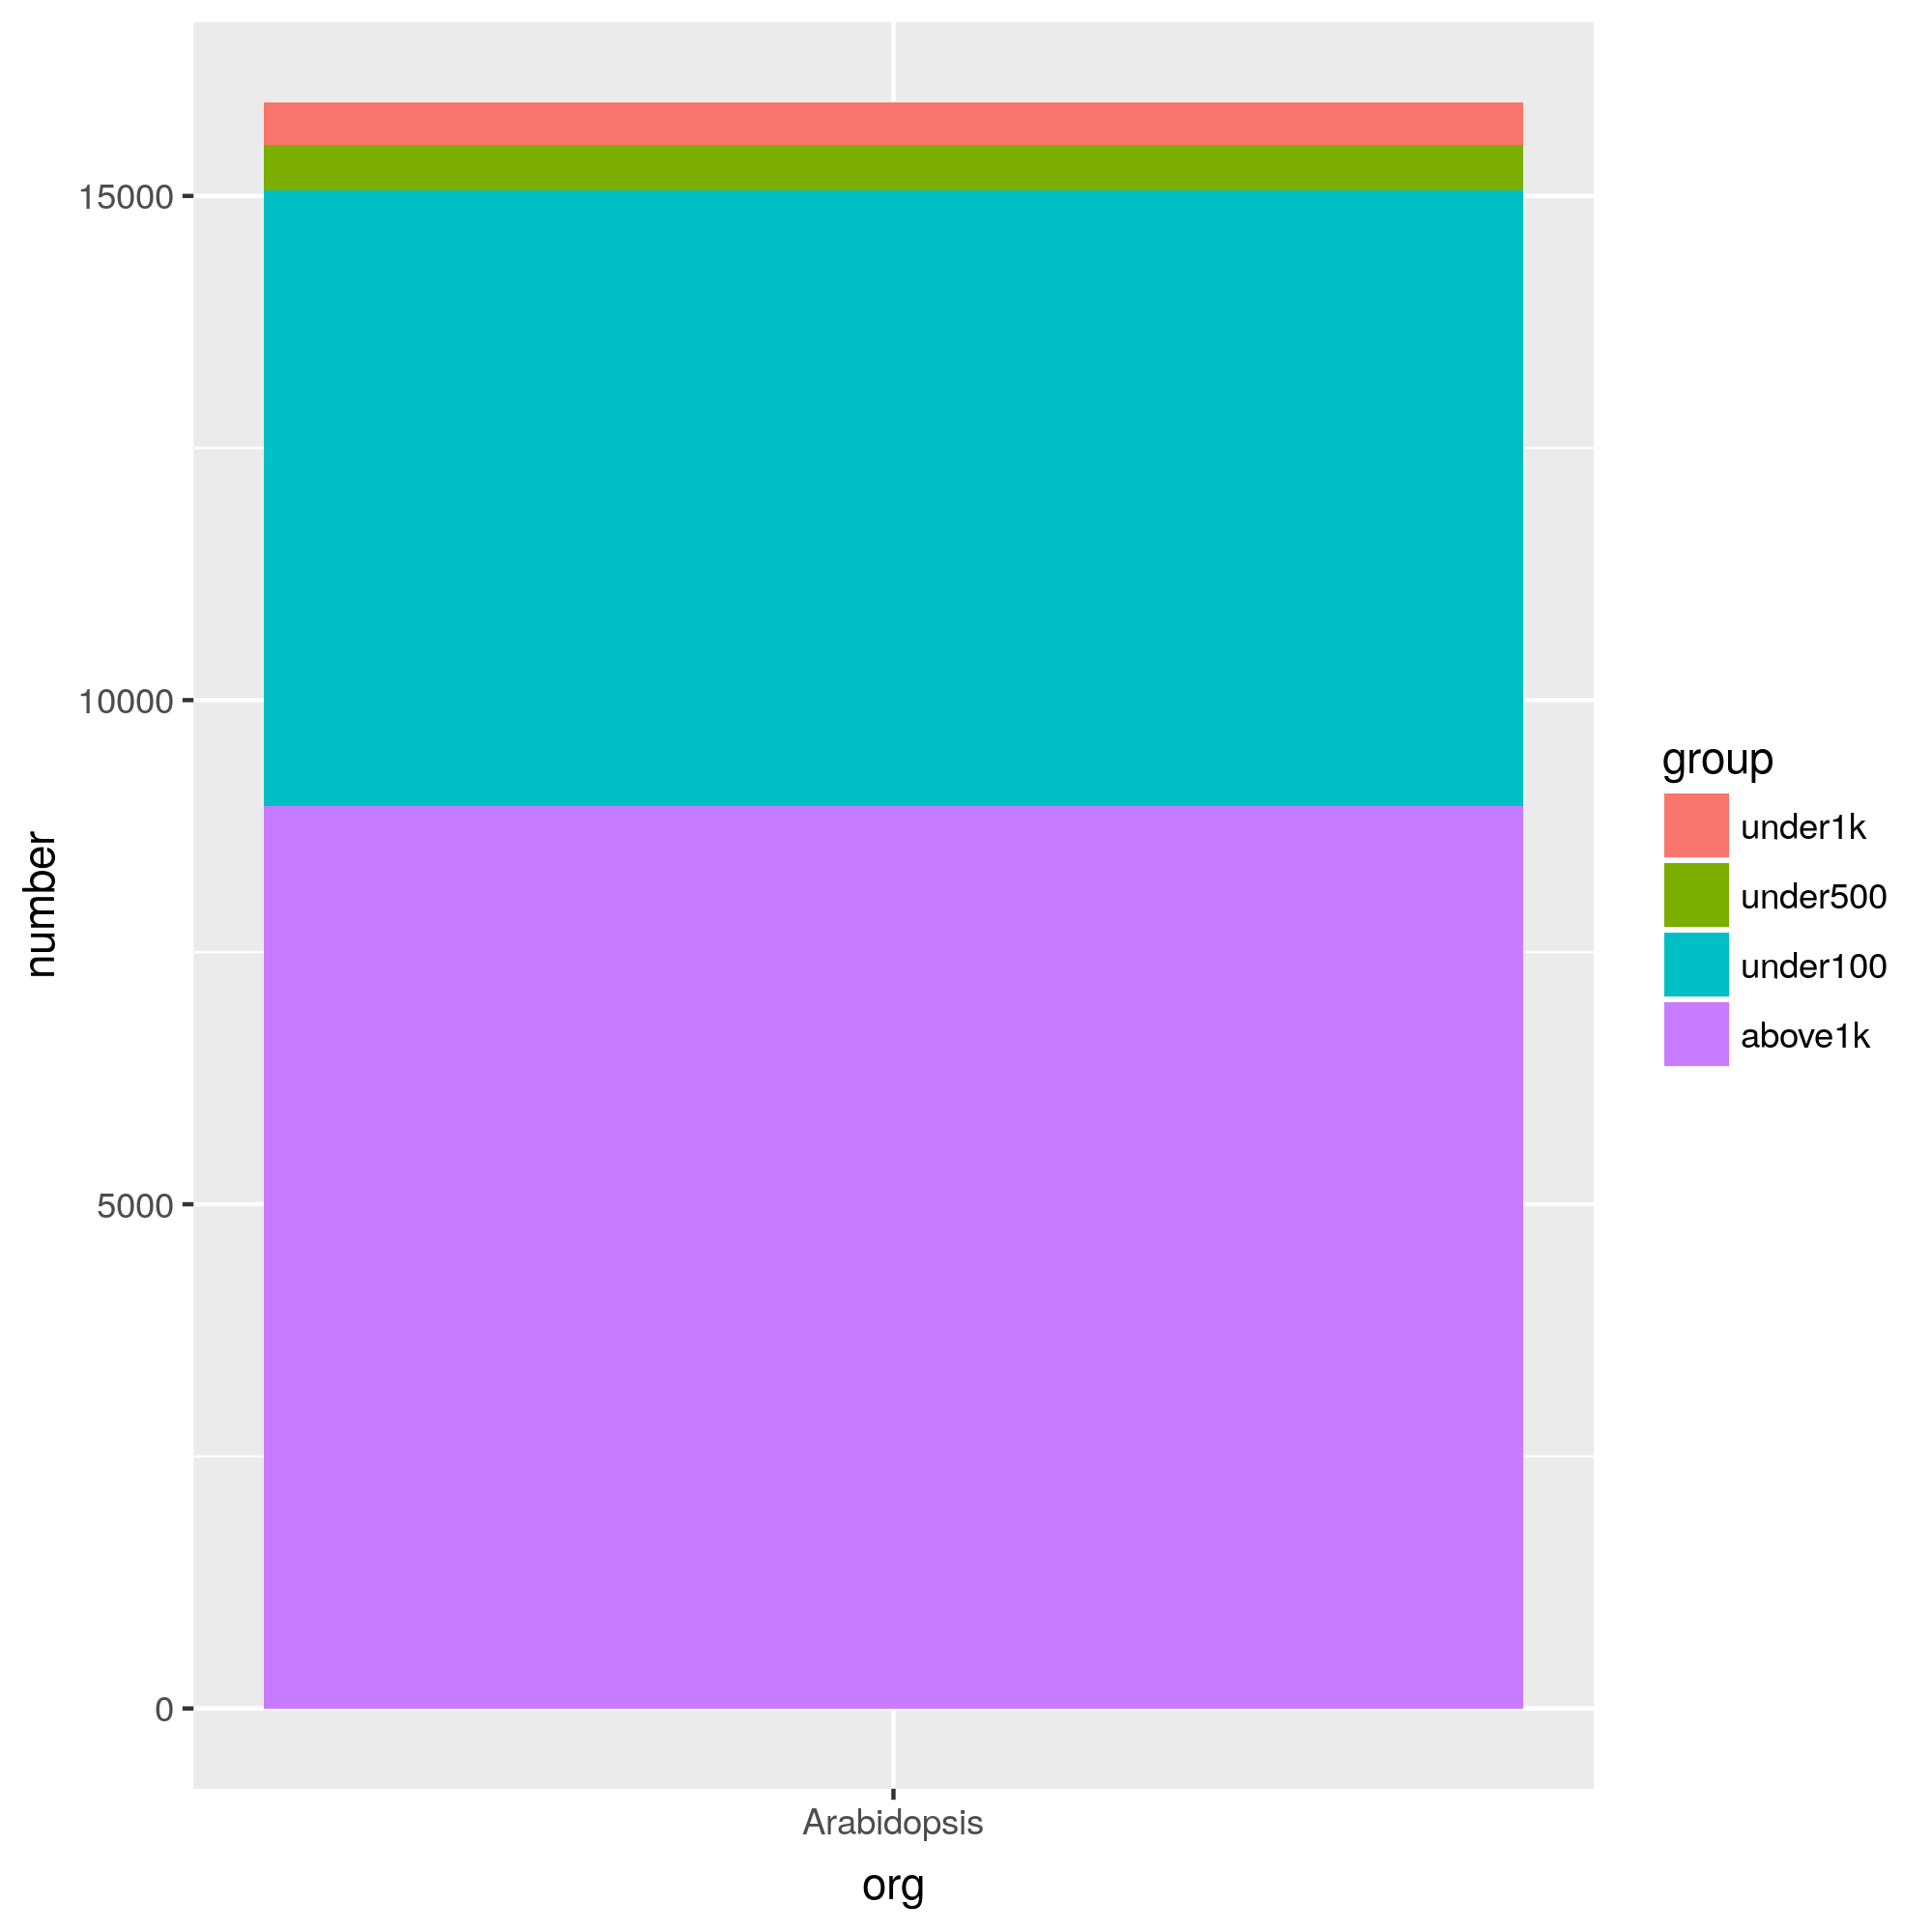 number
15000
10000
5000
0
Arabidopsis
org
group
under1k
under500
under100
above1k